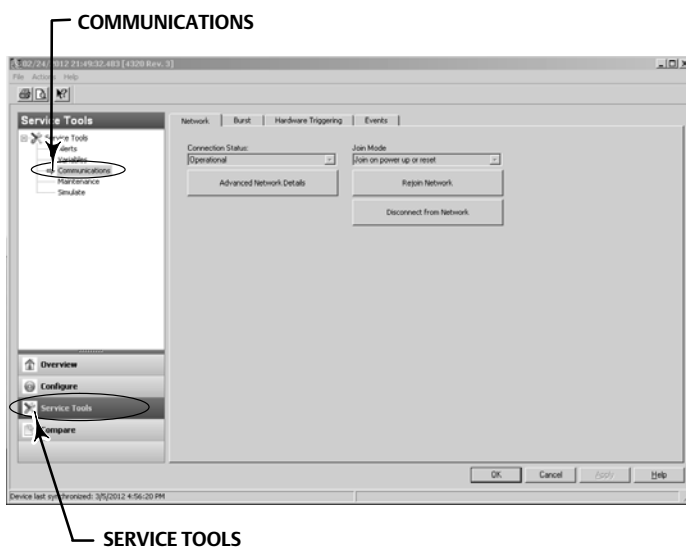 COMMUNICATIONS
02/24/2012 21:49:32.483 [4320 Rev. 3]
File Actions Help
Service Tools
Network Burst Hardware Triggering Events
Service Tools
Alerts
Variables
Communications
Maintenance
Simulate
Connection Status:
Operational
Join Mode
Join on power up or reset
Advanced Network Details
Rejoin Network
Disconnect from Network
Overview
Configure
Service Tools
Compare
OK Cancel Apply Help
Device last synchronized: 3/5/2012 4:56:20 PM
SERVICE TOOLS